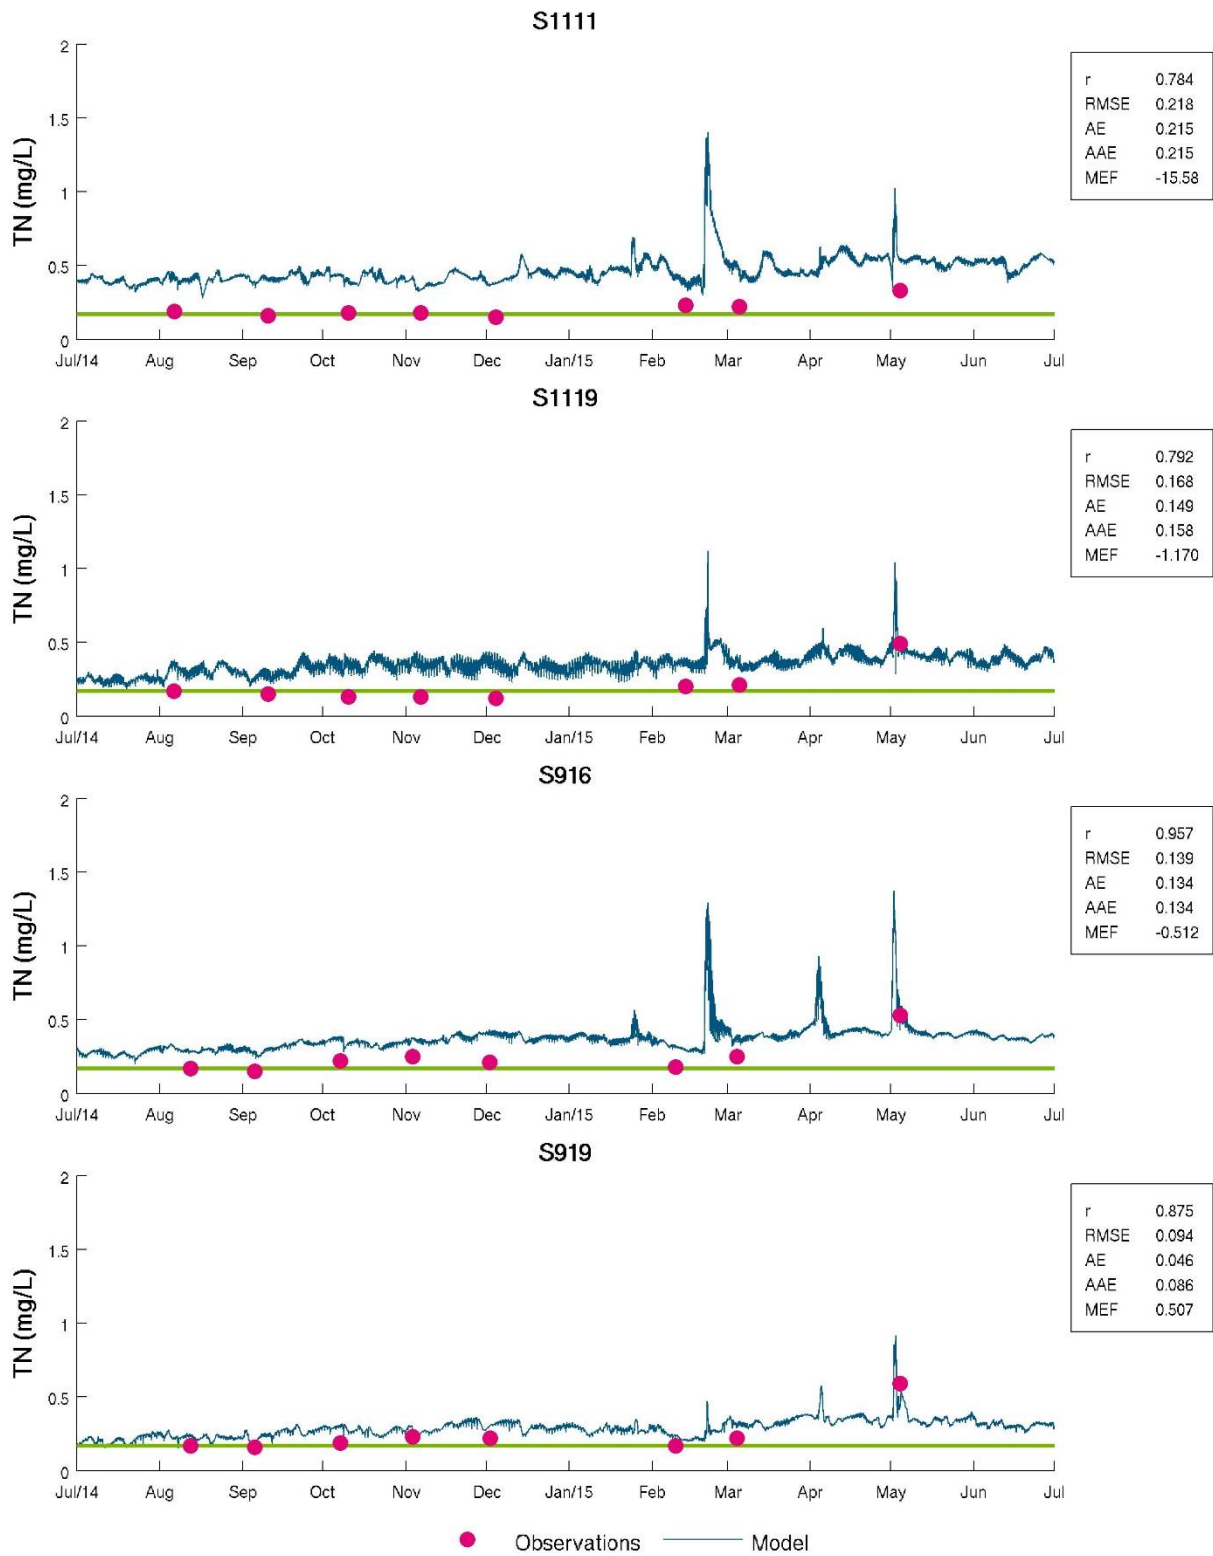 S1111
TN (mg/L)
2
1.5
1
0.5
0
Jul/14 Aug Sep Oct Nov Dec Jan/15 Feb Mar Apr May Jun Jul
r 0.784
RMSE 0.218
AE 0.215
AAE 0.215
MEF -15.58
S1119
TN (mg/L)
2
1.5
1
0.5
0
Jul/14 Aug Sep Oct Nov Dec Jan/15 Feb Mar Apr May Jun Jul
r 0.792
RMSE 0.168
AE 0.149
AAE 0.158
MEF -1.170
S916
TN (mg/L)
2
1.5
1
0.5
0
Jul/14 Aug Sep Oct Nov Dec Jan/15 Feb Mar Apr May Jun Jul
r 0.957
RMSE 0.139
AE 0.134
AAE 0.134
MEF -0.512
S919
TN (mg/L)
2
1.5
1
0.5
0
Jul/14 Aug Sep Oct Nov Dec Jan/15 Feb Mar Apr May Jun Jul
r 0.875
RMSE 0.094
AE 0.046
AAE 0.086
MEF 0.507
Observations Model